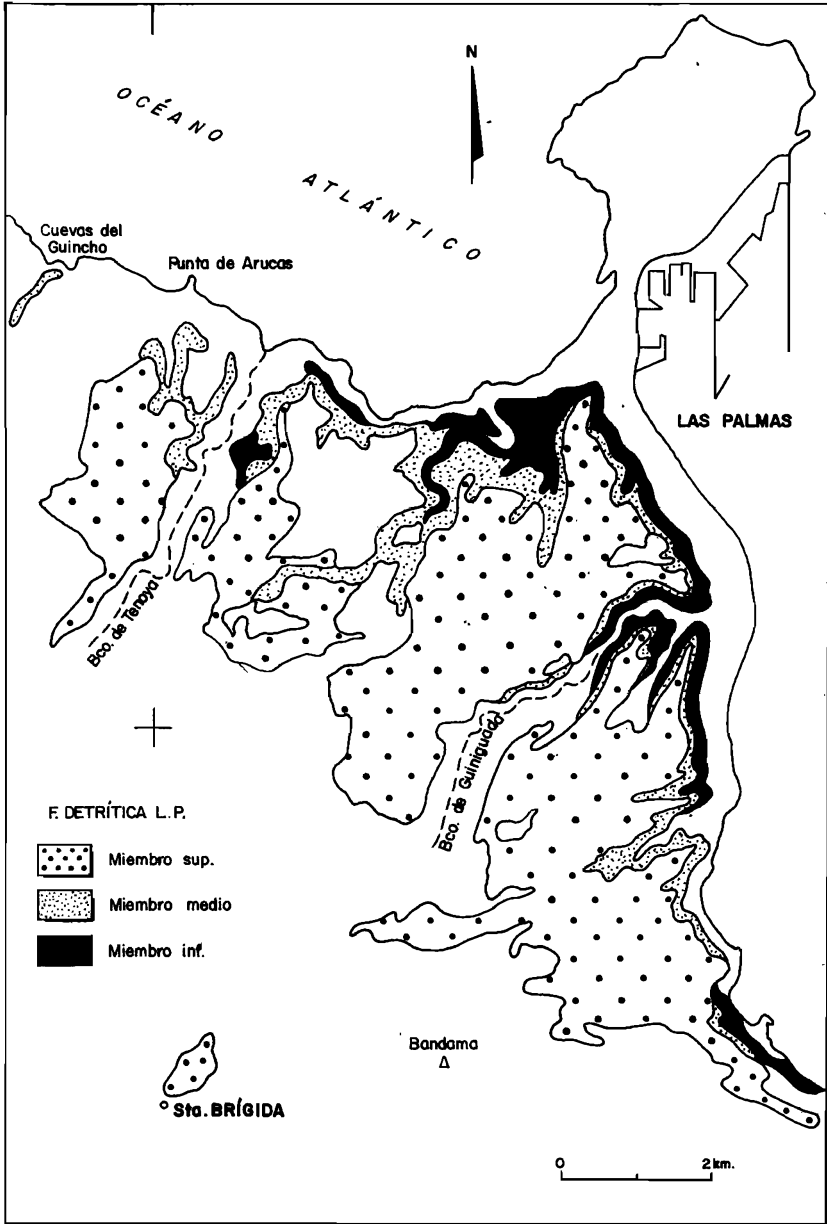 N
OCÉANO
ATLÁNTICO
Cuevas del
Guincho
Punta de Arucas
LAS PALMAS
Bco. de Tenoya
Bco. de Guiniguada
F. DETRÍTICA L.P.
Miembro sup.
Miembro medio
Miembro inf.
Bandama
Sta. BRÍGIDA
0 2 km.